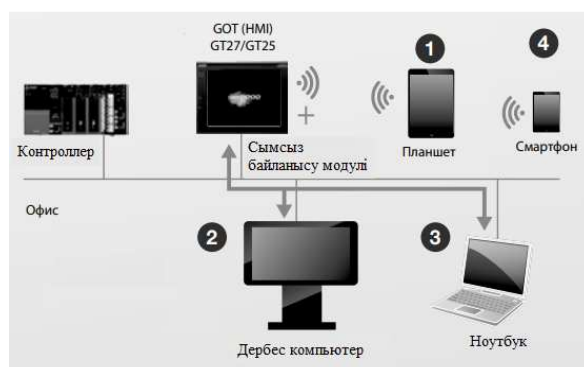 GOT (HMI)
GT27/GT25
1
4
+
Контроллер
Сымсыз
байланысу модулі
Планшет
Смартфон
Офис
2
3
Дербес компьютер
Ноутбук